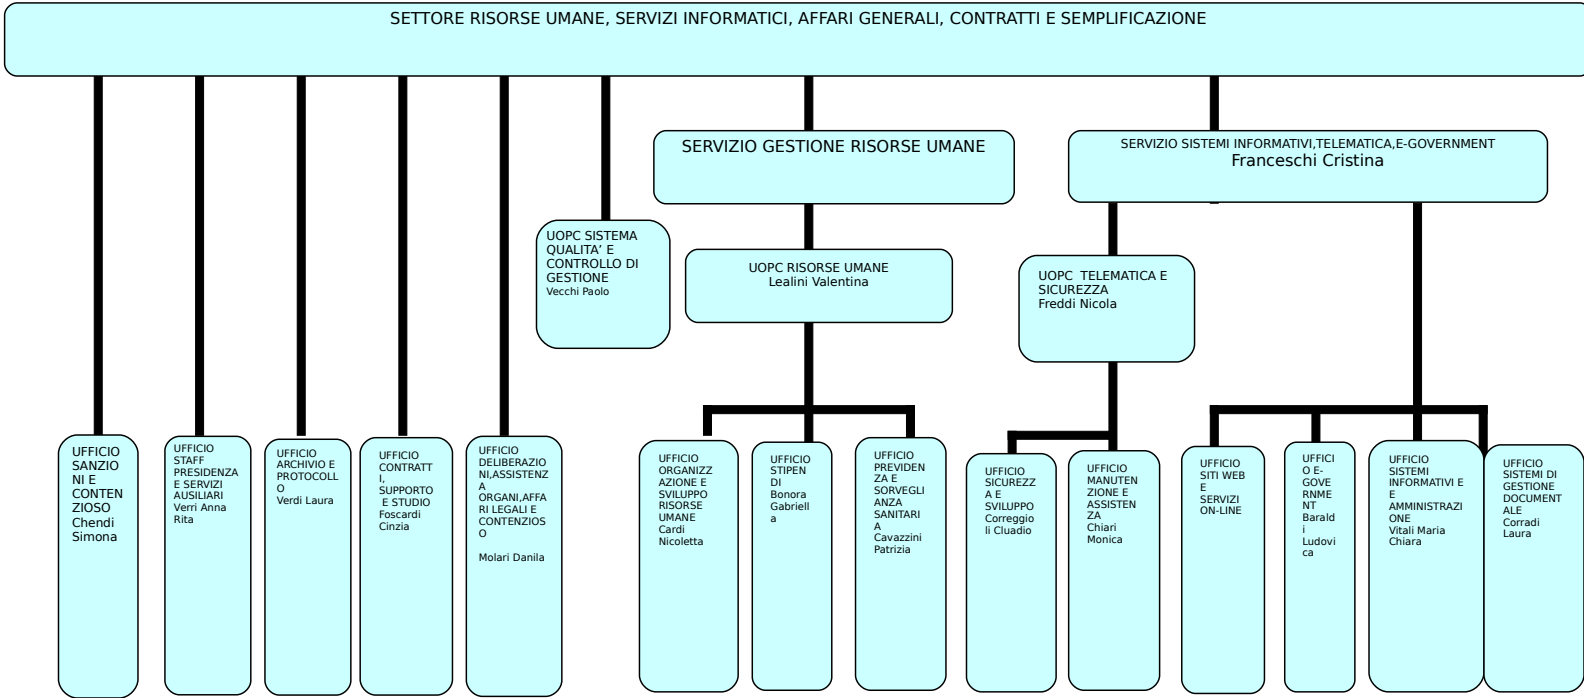 SETTORE RISORSE UMANE, SERVIZI INFORMATICI, AFFARI GENERALI, CONTRATTI E SEMPLIFICAZIONE
SERVIZIO GESTIONE RISORSE UMANE
SERVIZIO SISTEMI INFORMATIVI,TELEMATICA,E-GOVERNMENT
Franceschi Cristina
UOPC SISTEMA
QUALITA’ E
CONTROLLO DI
GESTIONE
Vecchi Paolo
UOPC RISORSE UMANE
Lealini Valentina
UOPC  TELEMATICA E
SICUREZZA
Freddi Nicola
UFFICIO
SANZIO
NI E
CONTEN
ZIOSO
Chendi
Simona
UFFICIO
STAFF
PRESIDENZA
E SERVIZI
AUSILIARI
Verri Anna
Rita
UFFICIO
ARCHIVIO E
PROTOCOLL
O
Verdi Laura
UFFICIO
CONTRATT
I,
SUPPORTO
E STUDIO
Foscardi
Cinzia
UFFICIO
DELIBERAZIO
NI,ASSISTENZ
A
ORGANI,AFFA
RI LEGALI E
CONTENZIOS
O
Molari Danila
UFFICIO
ORGANIZZ
AZIONE E
SVILUPPO
RISORSE
UMANE
Cardi
Nicoletta
UFFICIO
STIPEN
DI
Bonora
Gabriell
a
UFFICIO
PREVIDEN
ZA E
SORVEGLI
ANZA
SANITARI
A
Cavazzini
Patrizia
UFFICIO
SICUREZZ
A E
SVILUPPO
Correggio
li Cluadio
UFFICIO
MANUTEN
ZIONE E
ASSISTEN
ZA
Chiari
Monica
UFFICIO
SITI WEB
E
SERVIZI
ON-LINE
UFFICI
O E-
GOVE
RNME
NT
Barald
i
Ludovi
ca
UFFICIO
SISTEMI
INFORMATIVI E
E
AMMINISTRAZI
ONE
Vitali Maria
Chiara
UFFICIO
SISTEMI DI
GESTIONE
DOCUMENT
ALE
Corradi
Laura